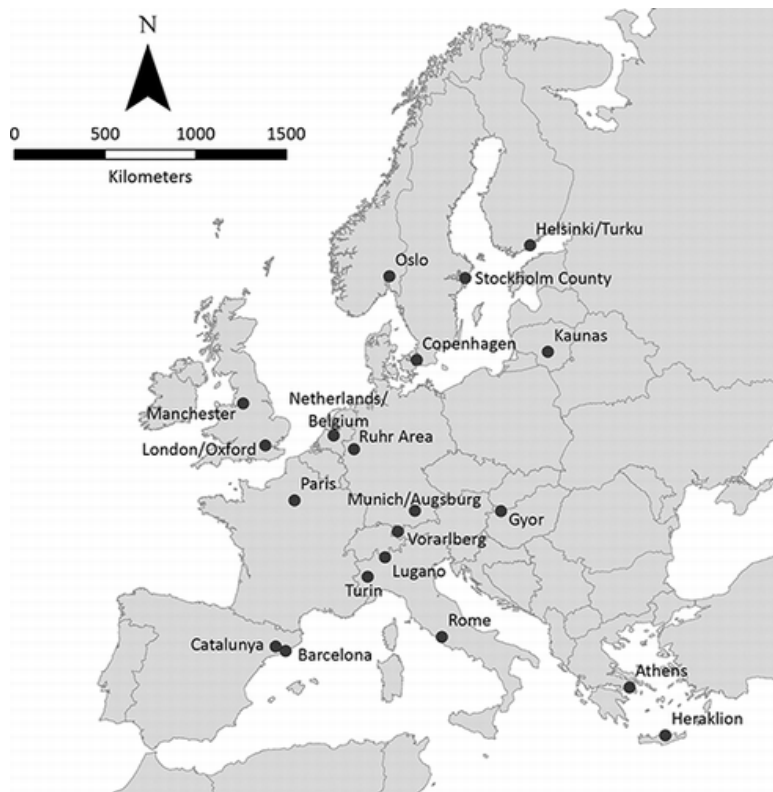 N
0 500 1000 1500
Kilometers
Helsinki/Turku
Oslo
Stockholm County
Kaunas
Copenhagen
Netherlands/
Belgium
Manchester
Ruhr Area
London/Oxford
Paris
Munich/Augsburg
Gyor
Vorarlberg
Lugano
Turin
Rome
Catalunya
Barcelona
Athens
Heraklion